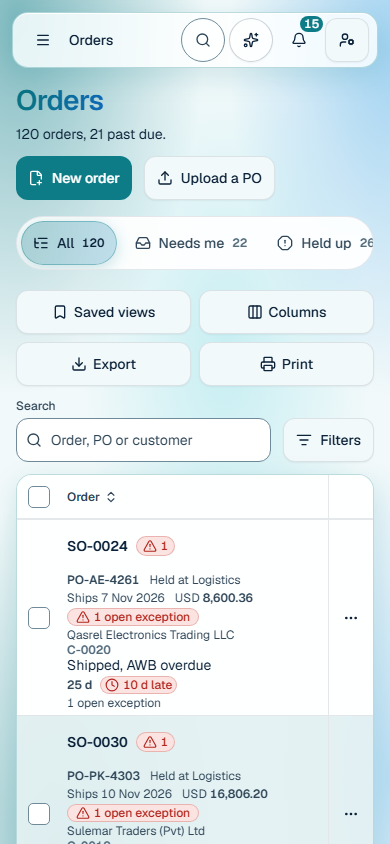 Orders
15
Orders
120 orders, 21 past due.
New order
Upload a PO
All 120
Needs me 22
Held up 26
Saved views
Columns
Export
Print
Search
Order, PO or customer
Filters
Order
SO-0024 1
PO-AE-4261 Held at Logistics
Ships 7 Nov 2026 USD 8,600.36
1 open exception
Qasrel Electronics Trading LLC
C-0020
Shipped, AWB overdue
25 d 10 d late
1 open exception
SO-0030 1
PO-PK-4303 Held at Logistics
Ships 10 Nov 2026 USD 16,806.20
1 open exception
Sulemar Traders (Pvt) Ltd